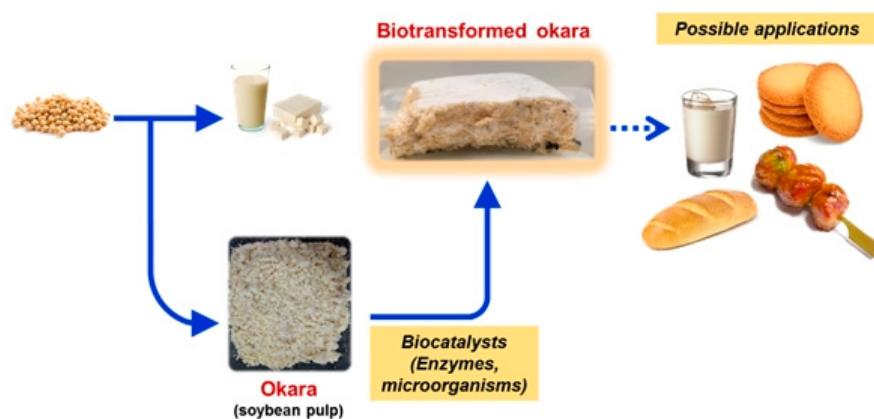 Biotransformed okara
Possible applications
Okara
(soybean pulp)
Biocatalysts
(Enzymes,
microorganisms)